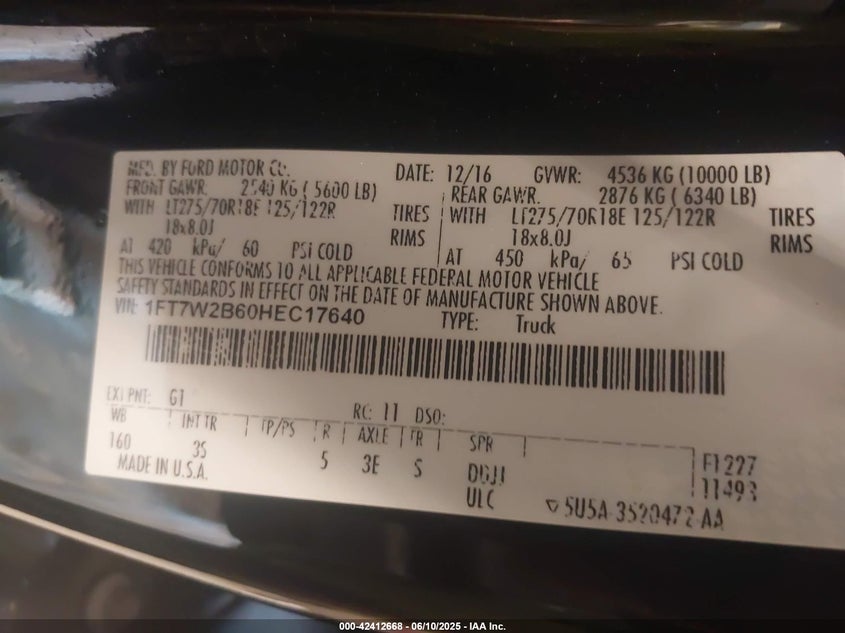 MFD. BY FORD MOTOR CO. DATE: 12/16 GVWR: 4536 KG (10000 LB)
FRONT GAWR. 2540 KG ( 5600 LB) REAR GAWR. 2876 KG ( 6340 LB)
WITH LT275/70R18E 125/122R TIRES WITH LT275/70R18E 125/122R TIRES
18x8.0J RIMS 18x8.0J RIMS
AT 420 kPa/ 60 PSI COLD AT 450 kPa/ 65 PSI COLD
THIS VEHICLE CONFORMS TO ALL APPLICABLE FEDERAL MOTOR VEHICLE
SAFETY STANDARDS IN EFFECT ON THE DATE OF MANUFACTURE SHOWN ABOVE.
VIN: 1FT7W2B60HEC17640 TYPE: Truck
EXT PNT: G1 RC: 11 DSO:
WB INT TR TP/PS R AXLE TR SPR
160 3S 5 3E S DDJJ F1227
MADE IN U.S.A. ULC 11493
5U5A-3520472-AA
000-42412668 - 06/10/2025 - IAA Inc.